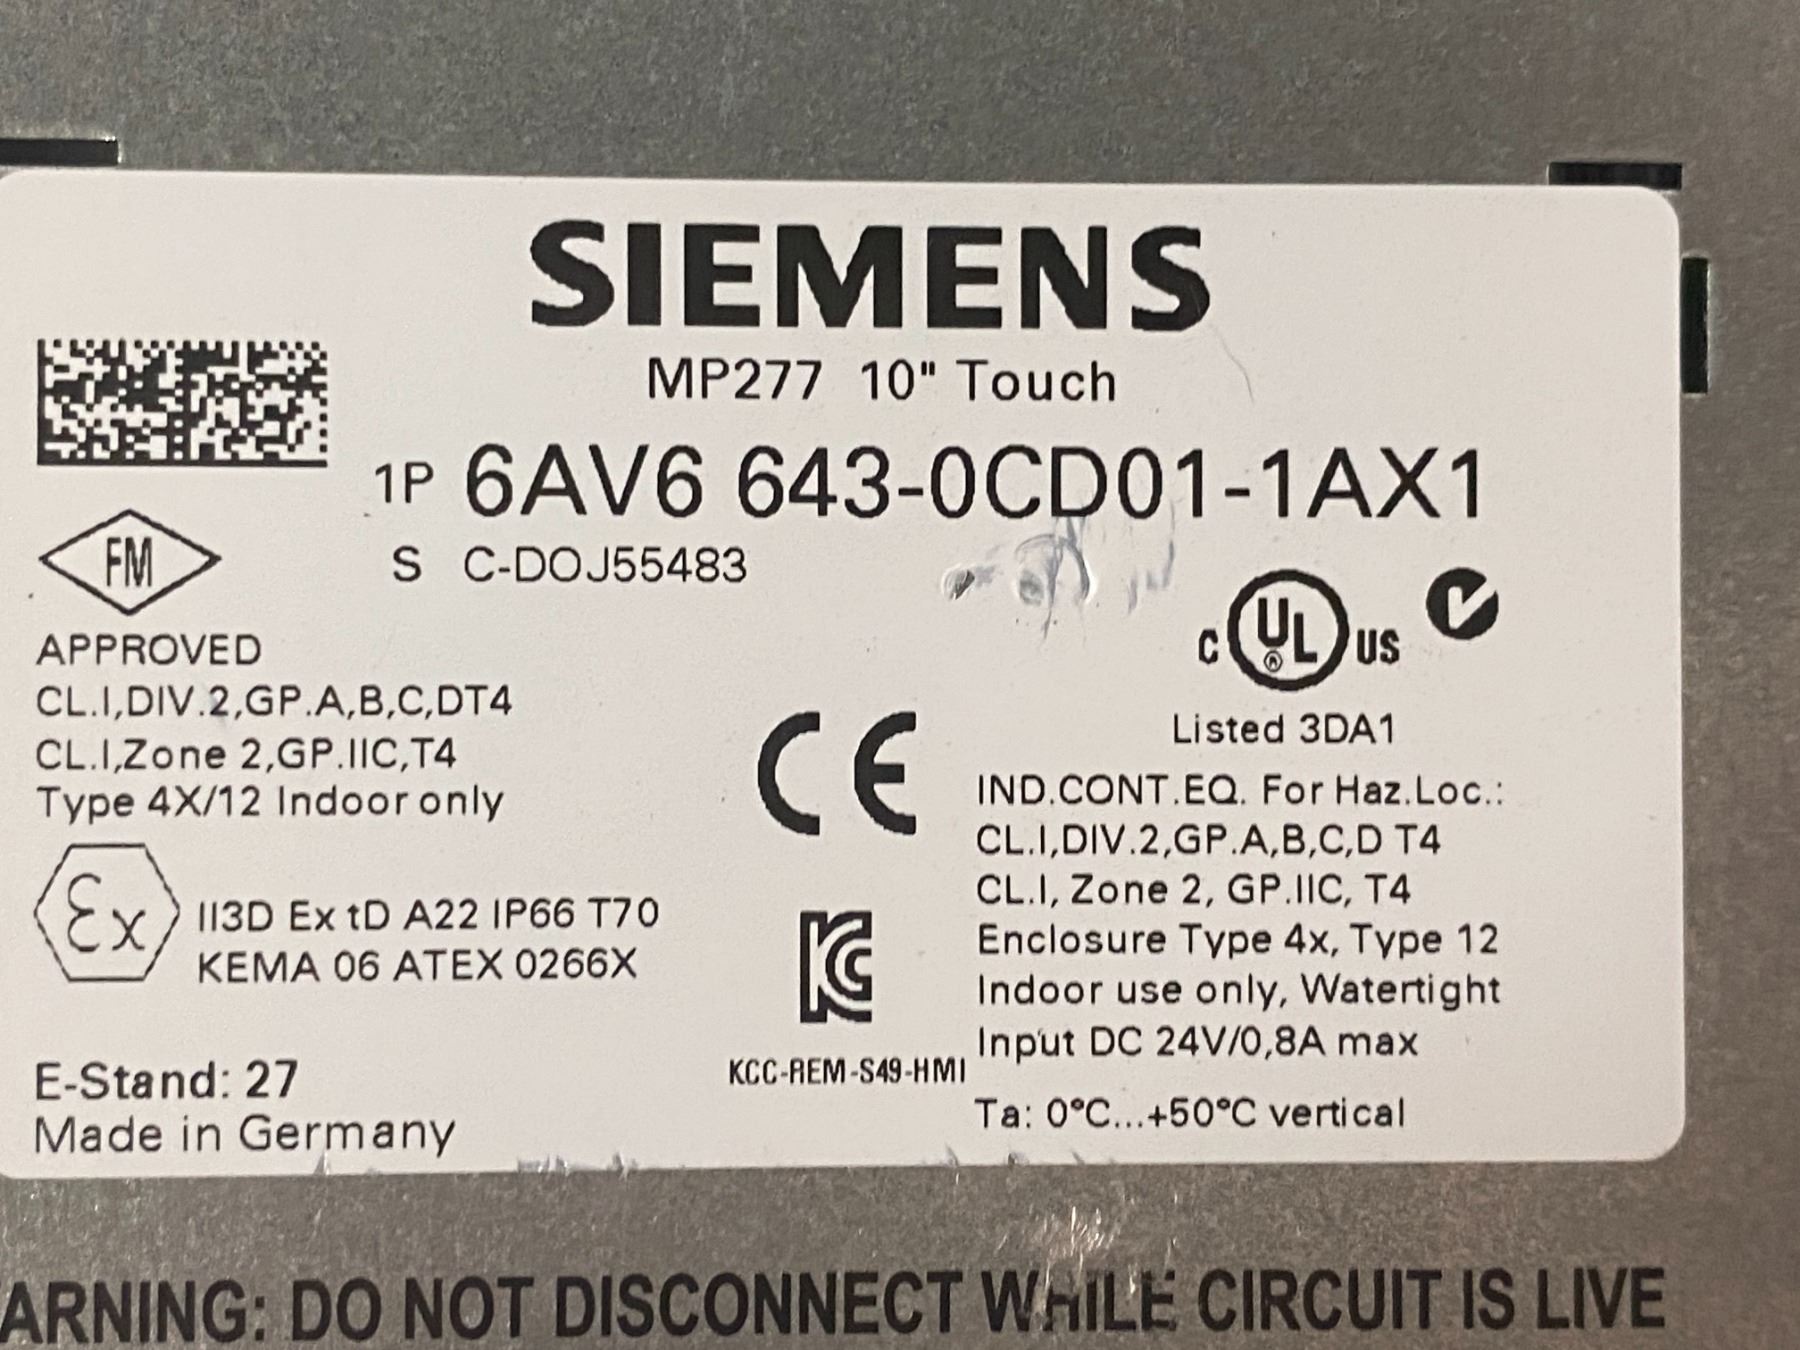 SIEMENS
MP277 10" Touch
1P 6AV6 643-0CD01-1AX1
S C-DOJ55483
FM
APPROVED
CL.I,DIV.2,GP.A,B,C,DT4
CL.I,Zone 2,GP.IIC,T4
Type 4X/12 Indoor only
Ex
II3D Ex tD A22 IP66 T70
KEMA 06 ATEX 0266X
E-Stand: 27
Made in Germany
CE
KCC-REM-S49-HMI
C UL ® US
Listed 3DA1
IND.CONT.EQ. For Haz.Loc.:
CL.I,DIV.2,GP.A,B,C,D T4
CL.I, Zone 2, GP.IIC, T4
Enclosure Type 4x, Type 12
Indoor use only, Watertight
Input DC 24V/0,8A max
Ta: 0°C...+50°C vertical
ARNING: DO NOT DISCONNECT WHILE CIRCUIT IS LIVE